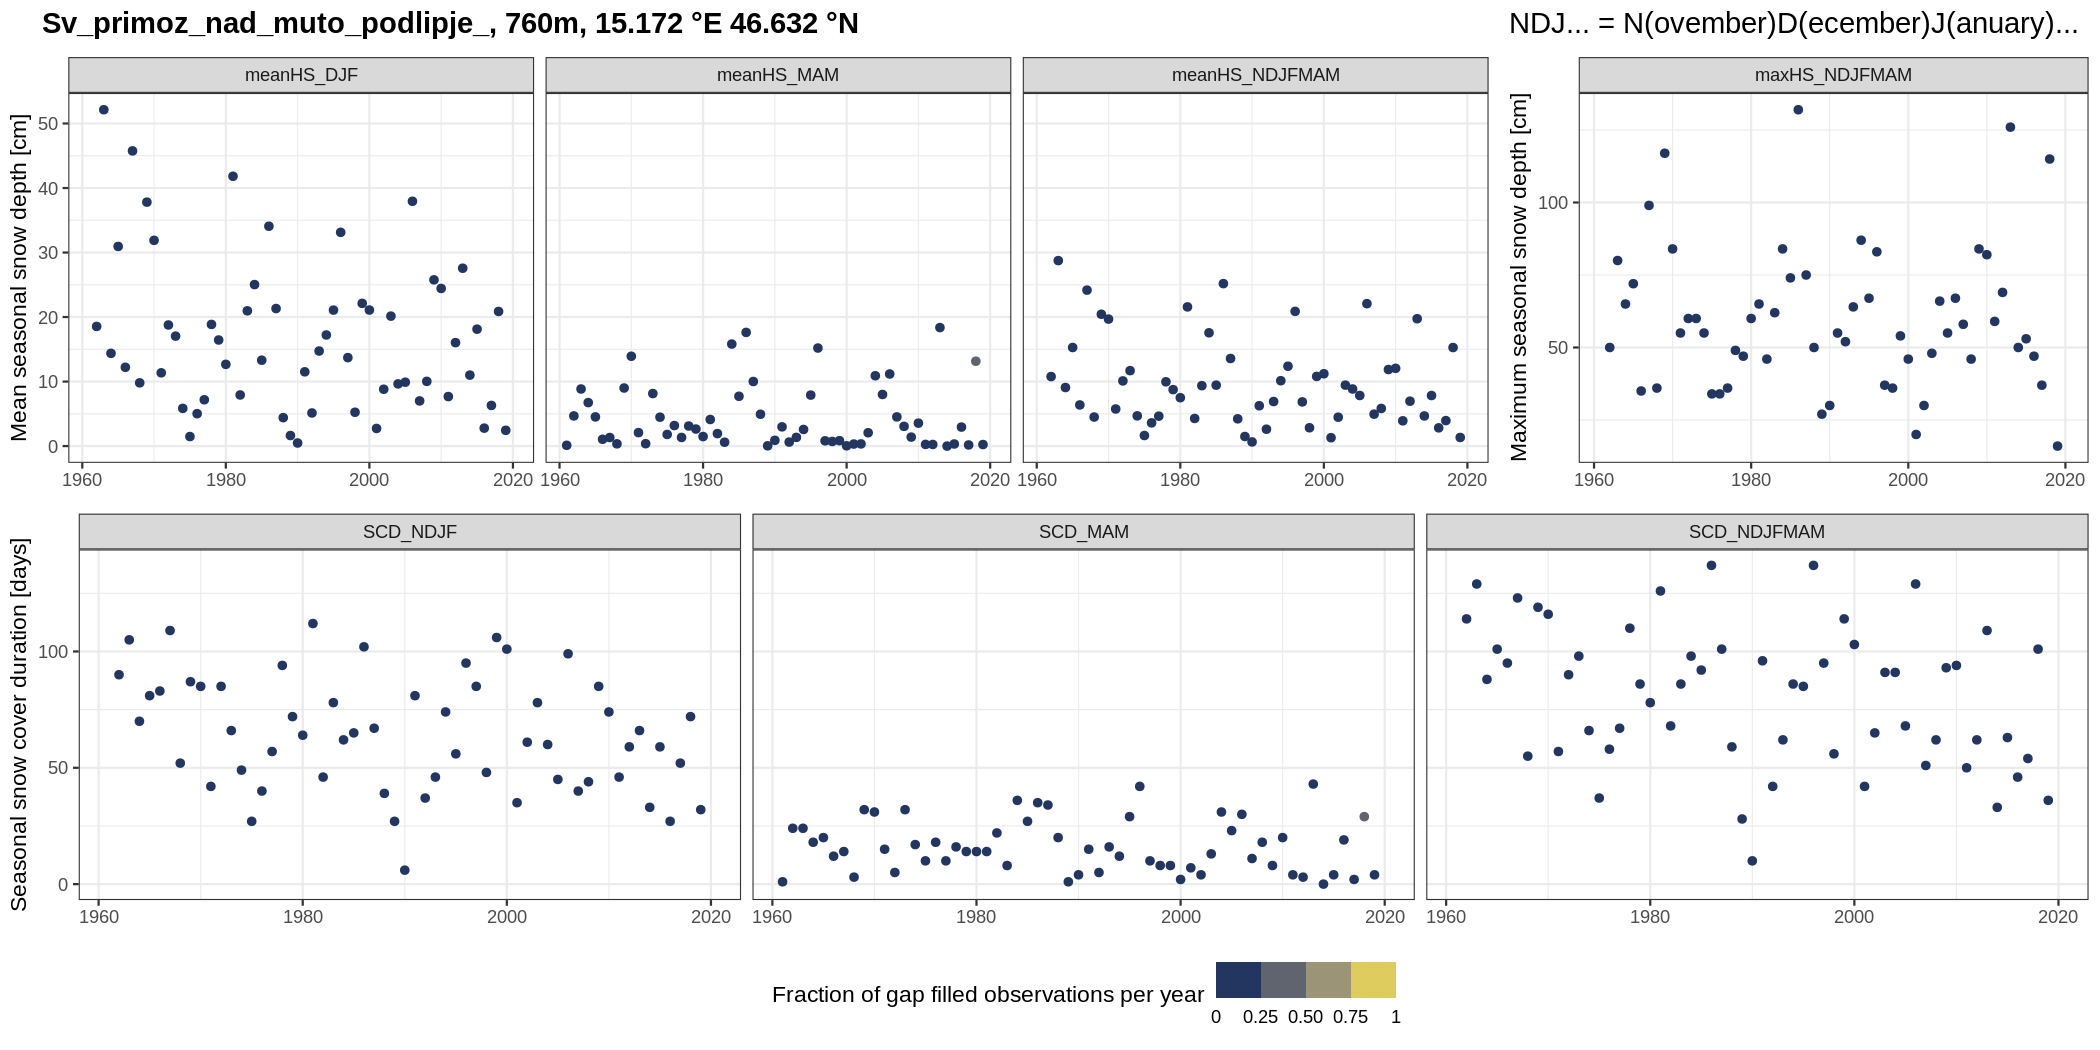 Sv_primoz_nad_muto_podlipje_, 760m, 15.172 °E 46.632 °N
NDJ... = N(ovember)D(ecember)J(anuary)...
meanHS_DJF
meanHS_MAM
meanHS_NDJFMAM
maxHS_NDJFMAM
Mean seasonal snow depth [cm]
50
40
30
20
10
0
1960 1980 2000 2020
1960 1980 2000 2020
1960 1980 2000 2020
Maximum seasonal snow depth [cm]
100
50
1960 1980 2000 2020
SCD_NDJF
SCD_MAM
SCD_NDJFMAM
Seasonal snow cover duration [days]
100
50
0
1960 1980 2000 2020
1960 1980 2000 2020
1960 1980 2000 2020
Fraction of gap filled observations per year
0 0.25 0.50 0.75 1